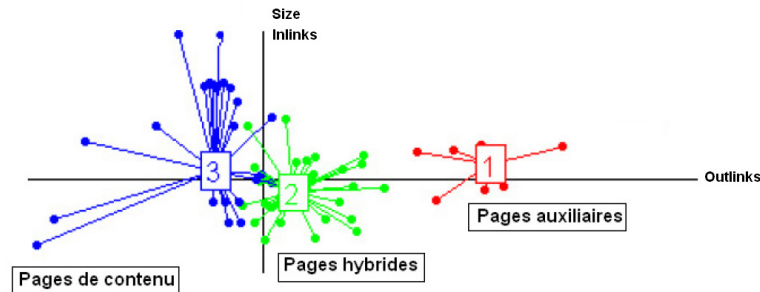 Size
Inlinks
3
2
1
Outlinks
Pages auxiliaires
Pages hybrides
Pages de contenu